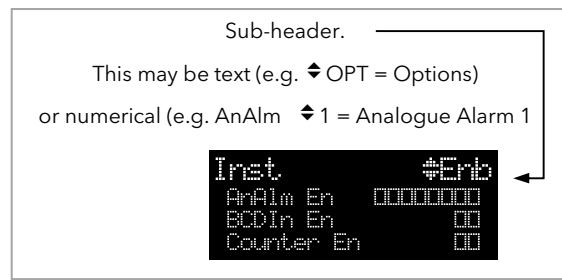 Sub-header.
This may be text (e.g. ⬍OPT = Options)
or numerical (e.g. AnAlm ⬍1 = Analogue Alarm 1
Inst ⬍Enb
AnAlm En □□□□□□□□
BCDIn En □□
Counter En □□